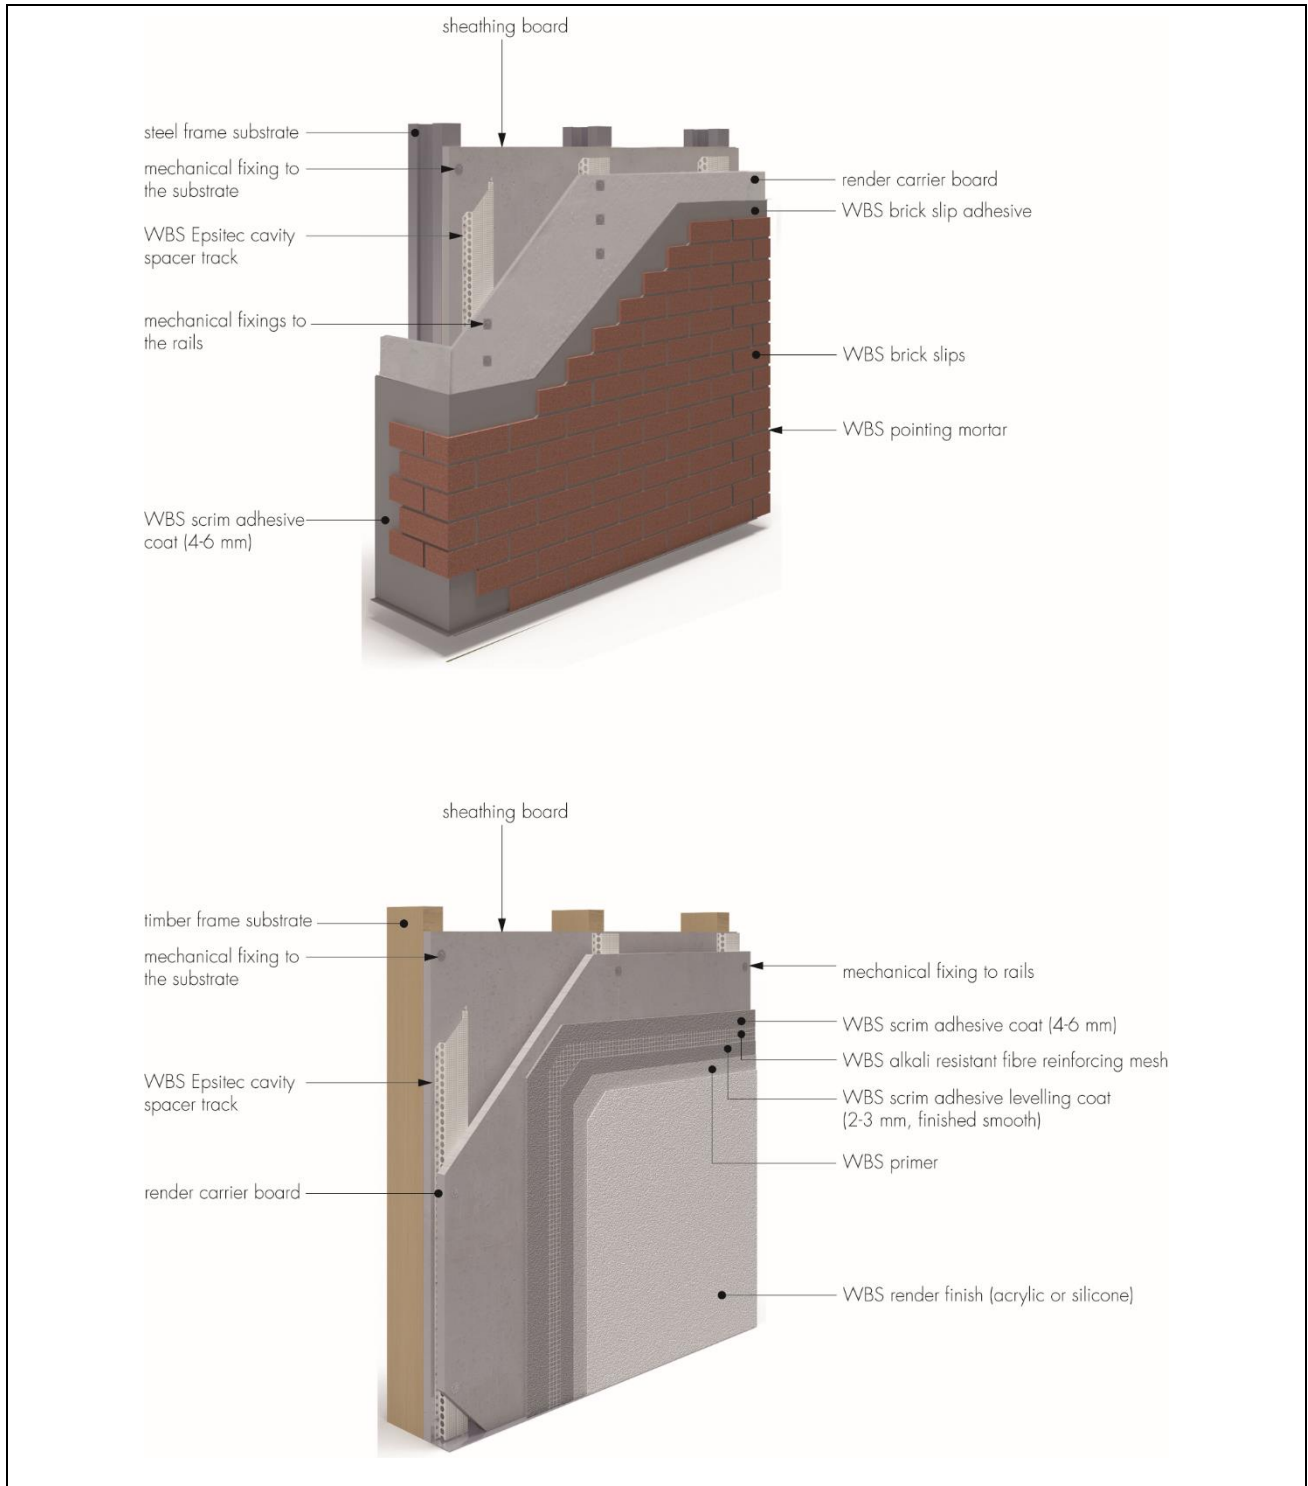 sheathing board
steel frame substrate
mechanical fixing to
the substrate
WBS Epsitec cavity
spacer track
mechanical fixings to
the rails
WBS scrim adhesive
coat (4-6 mm)
render carrier board
WBS brick slip adhesive
WBS brick slips
WBS pointing mortar
sheathing board
timber frame substrate
mechanical fixing to
the substrate
WBS Epsitec cavity
spacer track
render carrier board
mechanical fixing to rails
WBS scrim adhesive coat (4-6 mm)
WBS alkali resistant fibre reinforcing mesh
WBS scrim adhesive levelling coat
(2-3 mm, finished smooth)
WBS primer
WBS render finish (acrylic or silicone)